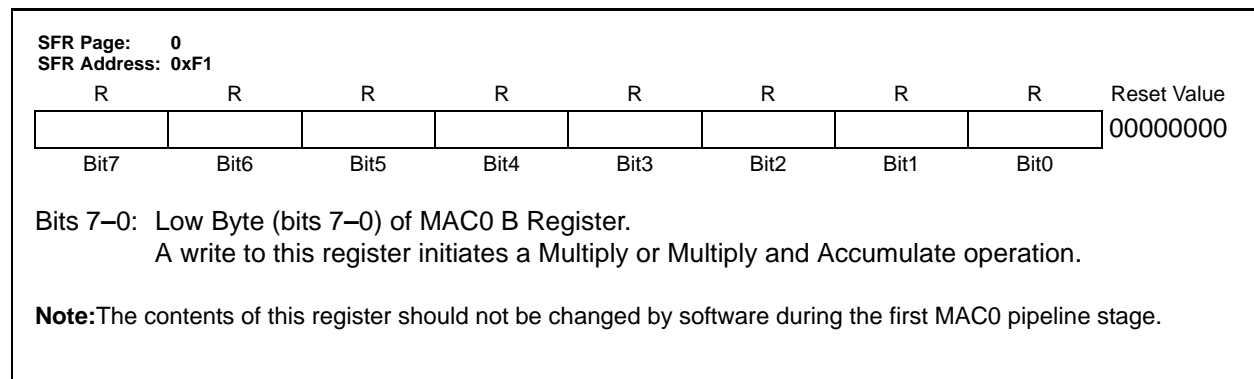 SFR Page: 0
SFR Address: 0xF1
R R R R R R R R Reset Value
00000000
Bit7 Bit6 Bit5 Bit4 Bit3 Bit2 Bit1 Bit0
Bits 7–0: Low Byte (bits 7–0) of MAC0 B Register.
A write to this register initiates a Multiply or Multiply and Accumulate operation.
Note:The contents of this register should not be changed by software during the first MAC0 pipeline stage.